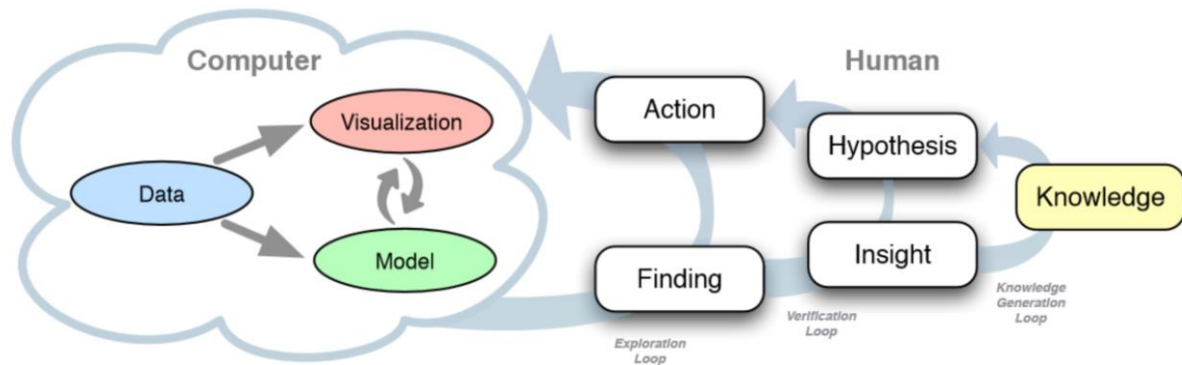 Computer
Human
Visualization
Action
Hypothesis
Data
Knowledge
Model
Finding
Insight
Exploration
Loop
Verification
Loop
Knowledge
Generation
Loop